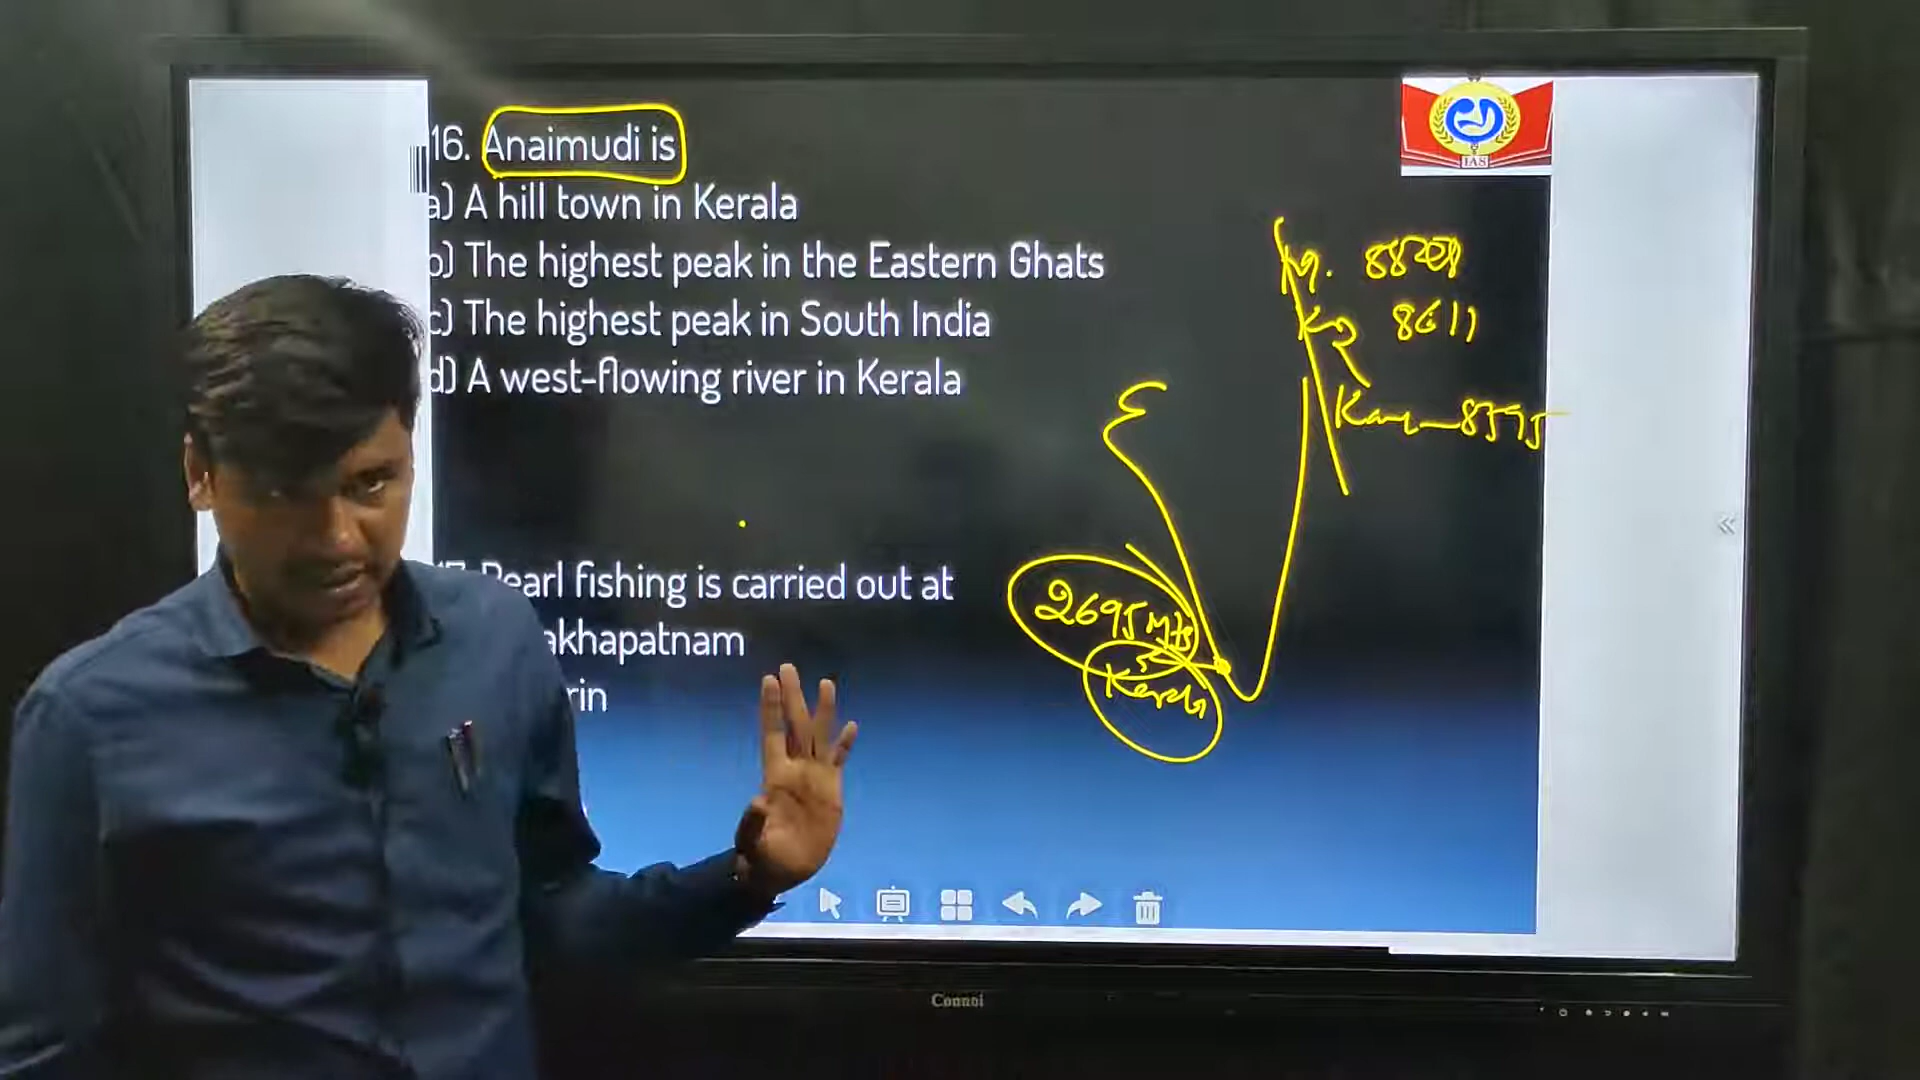 16. Anaimudi is
a) A hill town in Kerala
b) The highest peak in the Eastern Ghats
c) The highest peak in South India
d) A west-flowing river in Kerala
17. Pearl fishing is carried out at
akhapatnam
rin
IAS
8611
8595
2695 mts
Kerala
Connoi